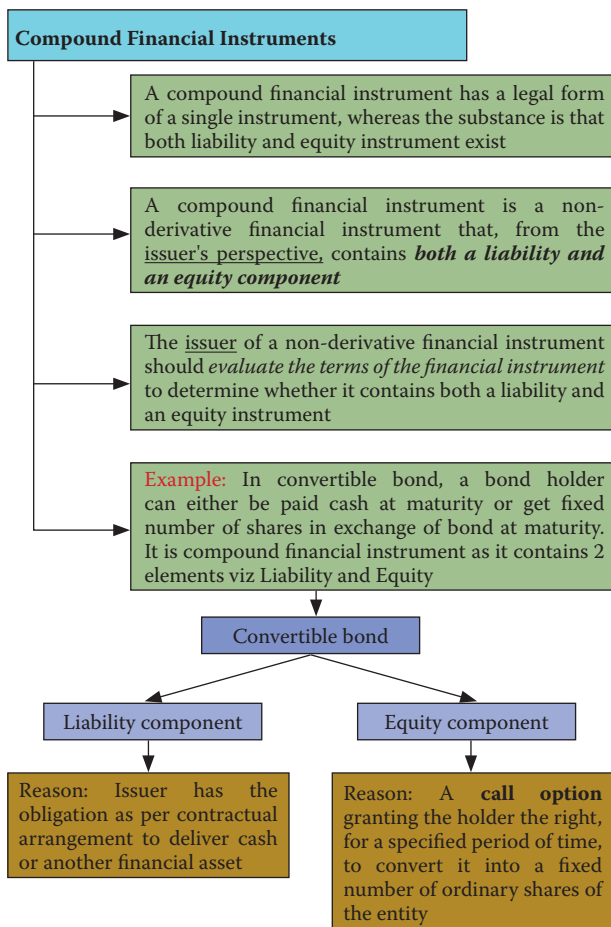 Compound Financial Instruments
A compound financial instrument has a legal form
of a single instrument, whereas the substance is that
both liability and equity instrument exist
A compound financial instrument is a non-
derivative financial instrument that, from the
issuer's perspective, contains both a liability and
an equity component
The issuer of a non-derivative financial instrument
should evaluate the terms of the financial instrument
to determine whether it contains both a liability and
an equity instrument
Example: In convertible bond, a bond holder
can either be paid cash at maturity or get fixed
number of shares in exchange of bond at maturity.
It is compound financial instrument as it contains 2
elements viz Liability and Equity
Convertible bond
Liability component
Reason: Issuer has the
obligation as per contractual
arrangement to deliver cash
or another financial asset
Equity component
Reason: A call option
granting the holder the right,
for a specified period of time,
to convert it into a fixed
number of ordinary shares of
the entity